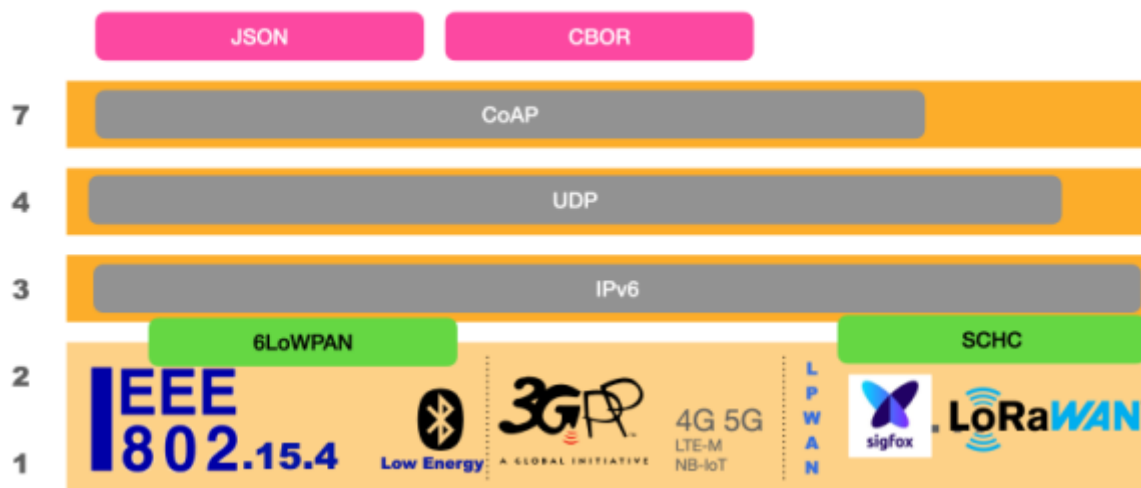 JSON
CBOR
7
CoAP
4
UDP
3
IPv6
6LoWPAN
SCHC
2
1
IEEE
802.15.4
Low Energy
3GPP
A GLOBAL INITIATIVE
4G 5G
LTE-M
NB-IoT
LPWAN
sigfox
LoRaWAN